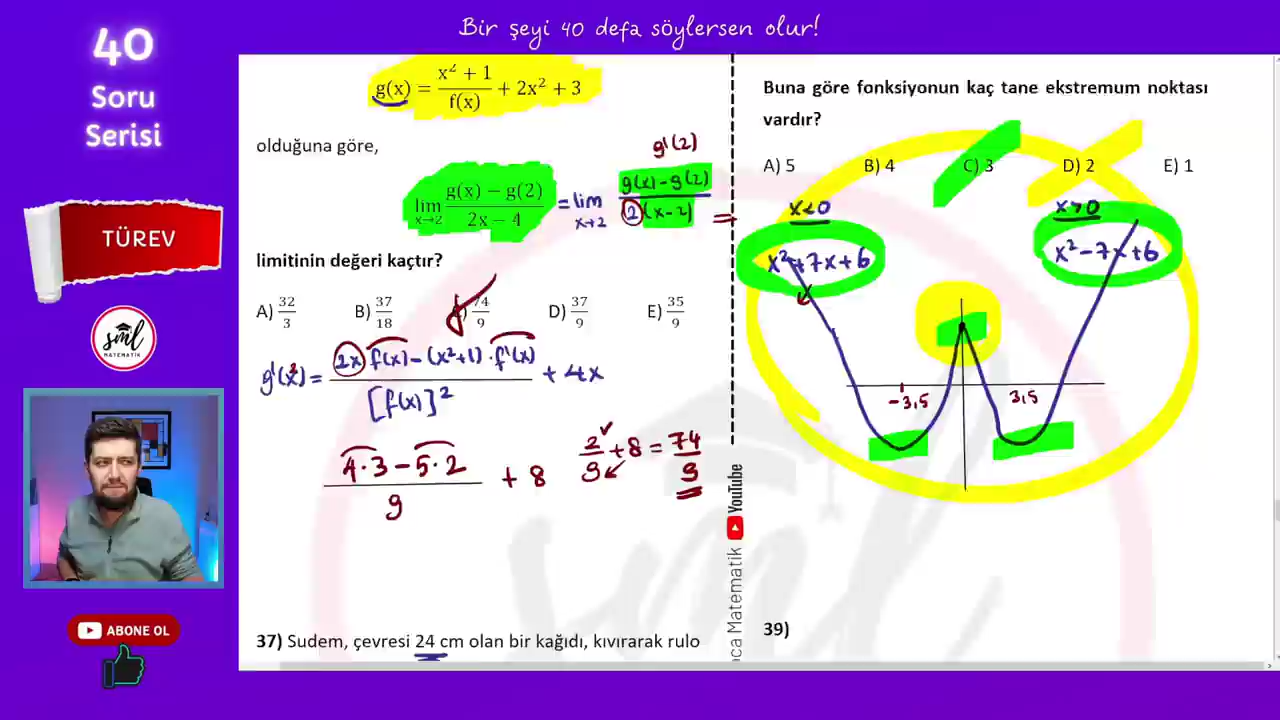 Bir şeyi 40 defa söylersen olur!
40
Soru
Serisi
TÜREV
sml
MATEMATİK
ABONE OL
g(x) = (x² + 1)/f(x) + 2x² + 3
olduğuna göre,
g'(2)
lim x→2 (g(x) − g(2))/(2x − 4) = lim x→2 (g(x)-g(2))/(2(x-2)) =
limitinin değeri kaçtır?
A) 32/3 B) 37/18 74/9 D) 37/9 E) 35/9
= (2x f(x) - (x²+1) · f'(x))/[f(x)]² + 4x
(4·3 - 5·2)/9 + 8
2/9 + 8 = 74/9
37) Sudem, çevresi 24 cm olan bir kağıdı, kıvırarak rulo
aca Matematik YouTube
Buna göre fonksiyonun kaç tane ekstremum noktası
vardır?
A) 5 B) 4 C) 3 D) 2 E) 1
x<0 x>0
x²+7x+6 x²-7x+6
-3,5 3,5
39)